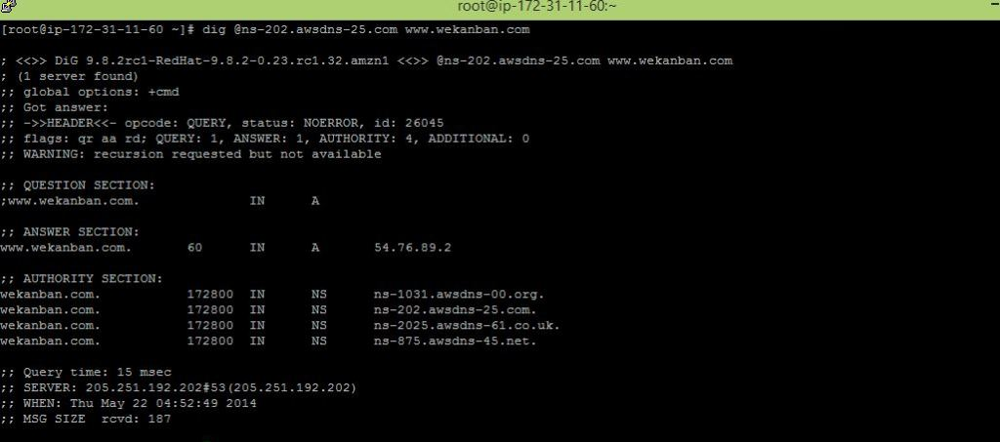 root@ip-172-31-11-60:~
[root@ip-172-31-11-60 ~]# dig @ns-202.awsdns-25.com www.wekanban.com
; <<>> DiG 9.8.2rc1-RedHat-9.8.2-0.23.rc1.32.amzn1 <<>> @ns-202.awsdns-25.com www.wekanban.com
; (1 server found)
;; global options: +cmd
;; Got answer:
;; ->>HEADER<<- opcode: QUERY, status: NOERROR, id: 26045
;; flags: qr aa rd; QUERY: 1, ANSWER: 1, AUTHORITY: 4, ADDITIONAL: 0
;; WARNING: recursion requested but not available
;; QUESTION SECTION:
;www.wekanban.com. IN A
;; ANSWER SECTION:
www.wekanban.com. 60 IN A 54.76.89.2
;; AUTHORITY SECTION:
wekanban.com. 172800 IN NS ns-1031.awsdns-00.org.
wekanban.com. 172800 IN NS ns-202.awsdns-25.com.
wekanban.com. 172800 IN NS ns-2025.awsdns-61.co.uk.
wekanban.com. 172800 IN NS ns-875.awsdns-45.net.
;; Query time: 15 msec
;; SERVER: 205.251.192.202#53(205.251.192.202)
;; WHEN: Thu May 22 04:52:49 2014
;; MSG SIZE rcvd: 187